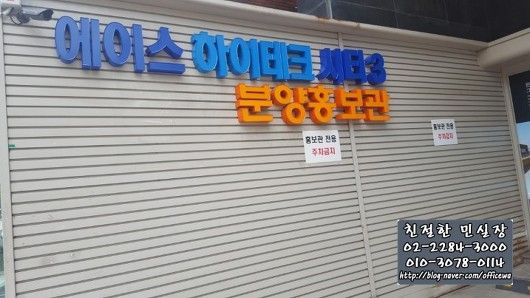 에이스 하이테크 씨티3
분양홍보관
홍보관 전용
주차금지
홍보관 전용
주차금지
친절한 민실장
02-2284-3000
010-3078-0114
http://blog.naver.com/officewa